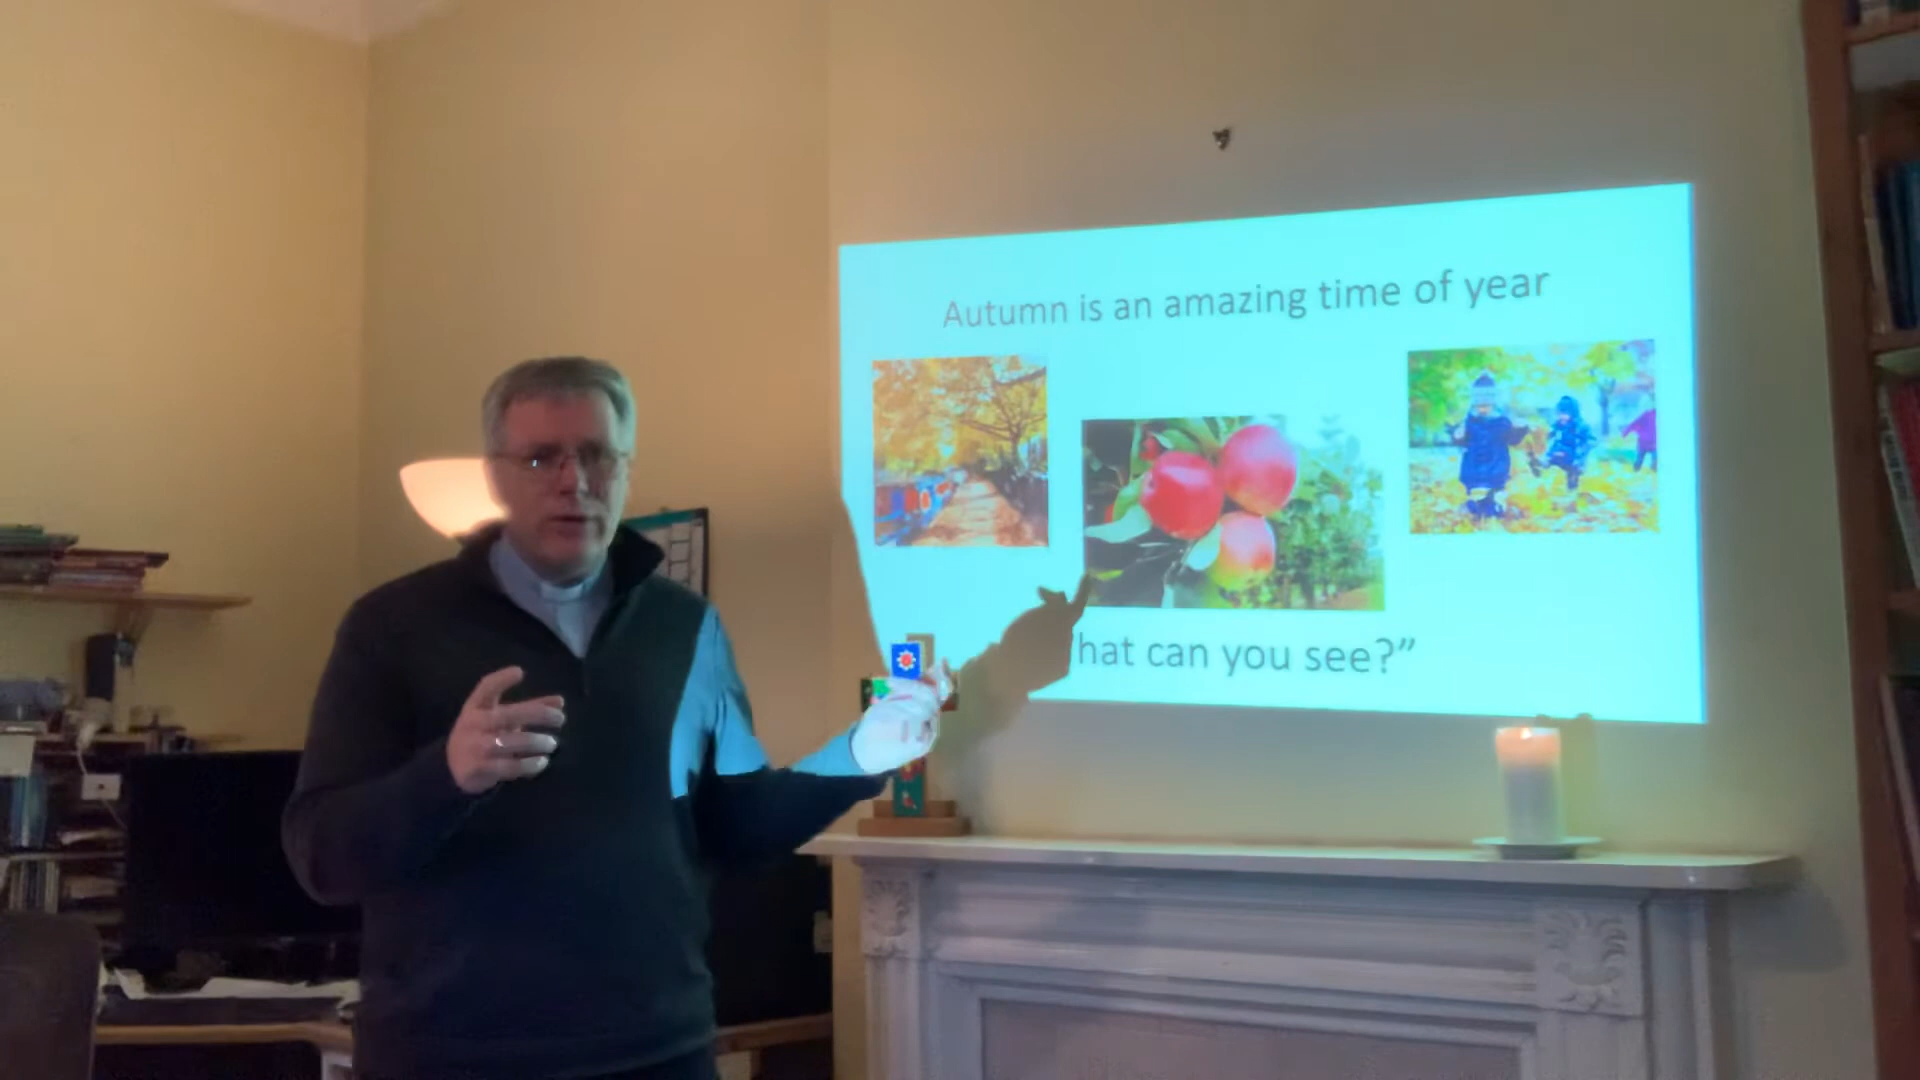 Autumn is an amazing time of year
hat can you see?”